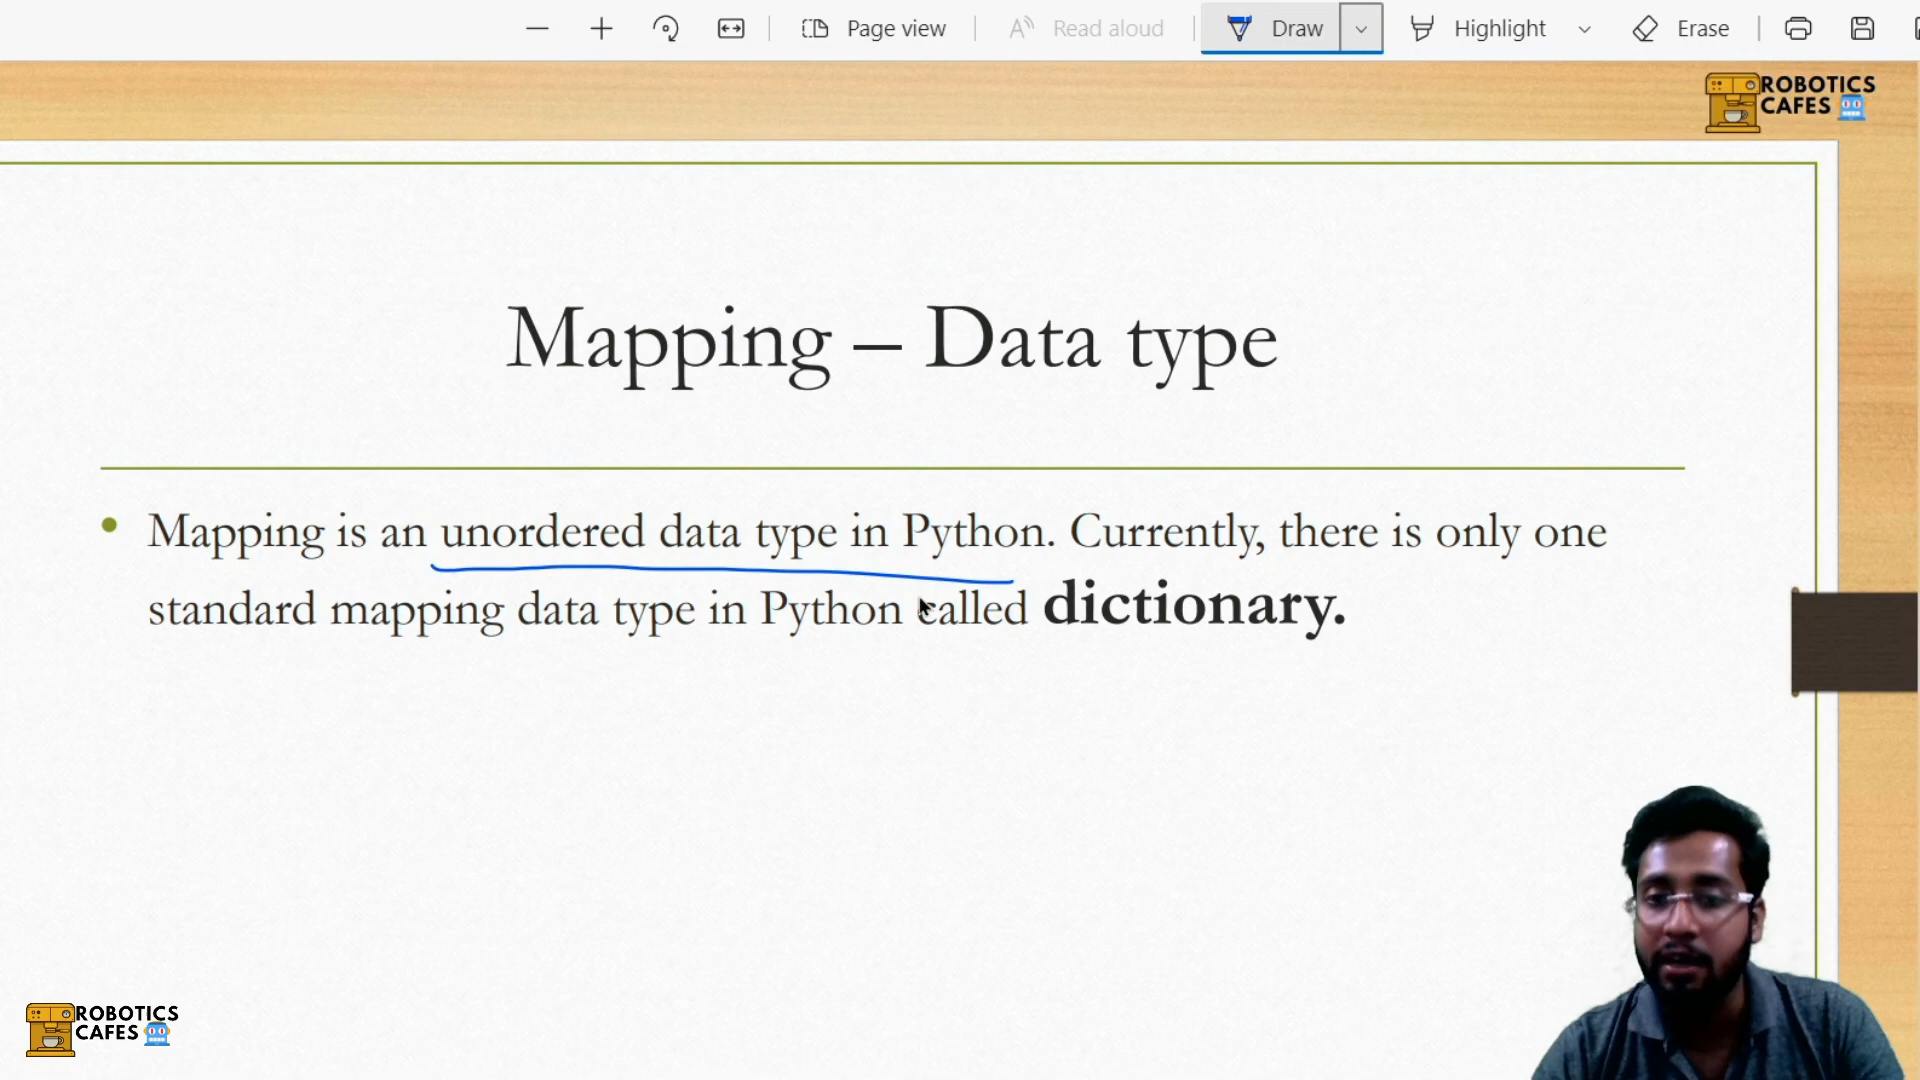 Page view
Read aloud
Draw
Highlight
Erase
ROBOTICS
CAFES
Mapping – Data type
Mapping is an unordered data type in Python. Currently, there is only one
standard mapping data type in Python called dictionary.
ROBOTICS
CAFES